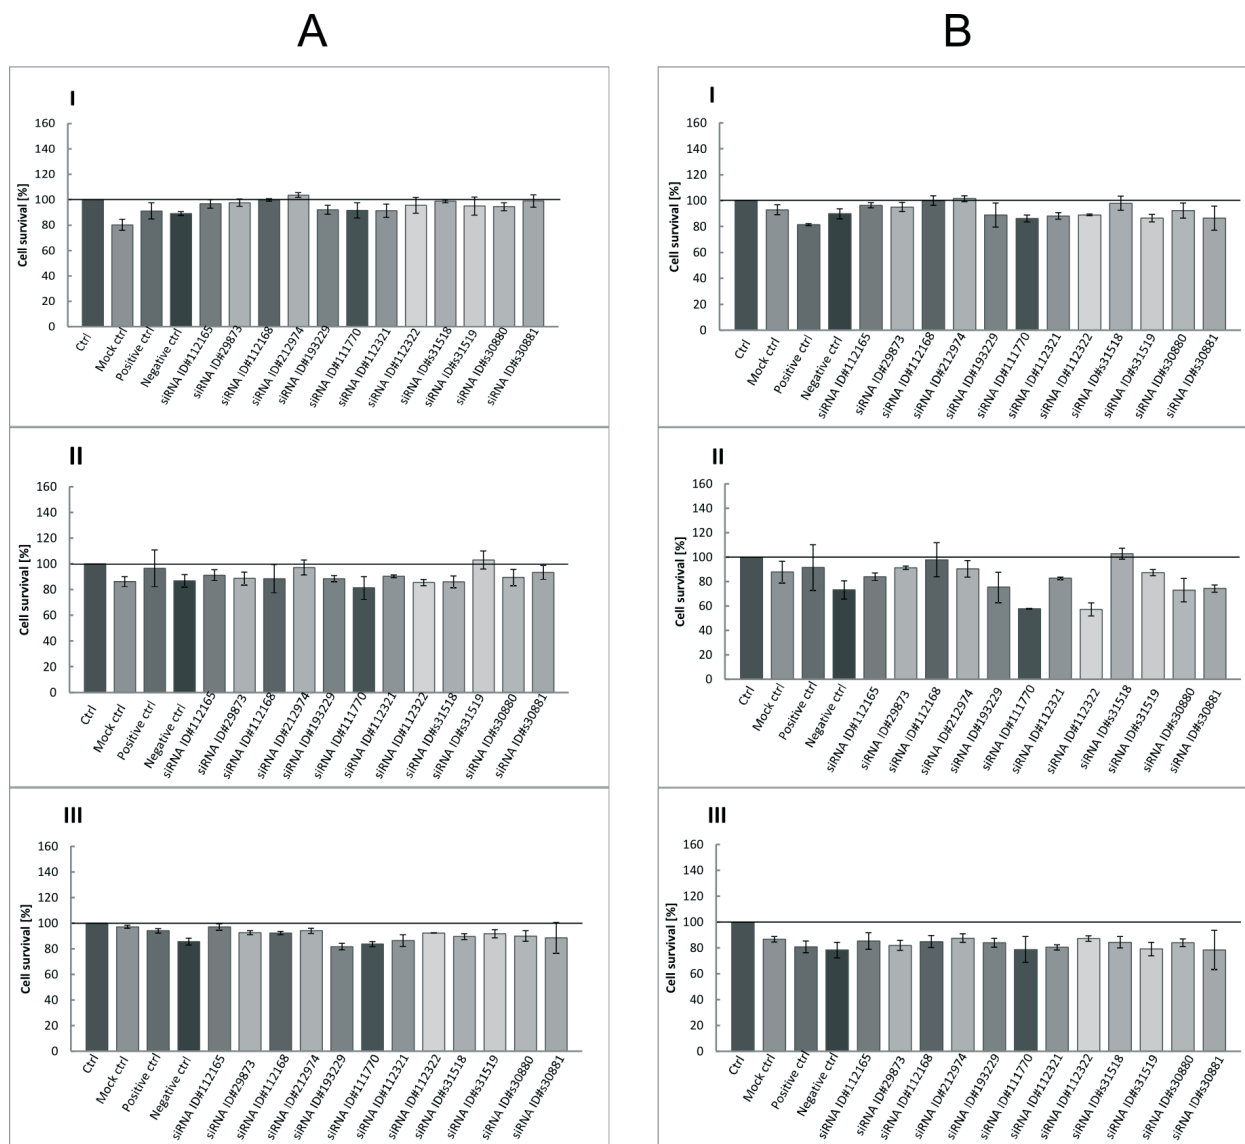 A
B
I
160
140
120
100
80
60
40
20
0
Cell survival [%]
Ctrl
Mock ctrl
Positive ctrl
Negative ctrl
siRNA ID#112165
siRNA ID#29873
siRNA ID#112168
siRNA ID#212974
siRNA ID#193229
siRNA ID#111770
siRNA ID#112321
siRNA ID#112322
siRNA ID#s31518
siRNA ID#s31519
siRNA ID#s30880
siRNA ID#s30881
I
160
140
120
100
80
60
40
20
0
Cell survival [%]
Ctrl
Mock ctrl
Positive ctrl
Negative ctrl
siRNA ID#112165
siRNA ID#29873
siRNA ID#112168
siRNA ID#212974
siRNA ID#193229
siRNA ID#111770
siRNA ID#112321
siRNA ID#112322
siRNA ID#s31518
siRNA ID#s31519
siRNA ID#s30880
siRNA ID#s30881
II
160
140
120
100
80
60
40
20
0
Cell survival [%]
Ctrl
Mock ctrl
Positive ctrl
Negative ctrl
siRNA ID#112165
siRNA ID#29873
siRNA ID#112168
siRNA ID#212974
siRNA ID#193229
siRNA ID#111770
siRNA ID#112321
siRNA ID#112322
siRNA ID#s31518
siRNA ID#s31519
siRNA ID#s30880
siRNA ID#s30881
II
160
140
120
100
80
60
40
20
0
Cell survival [%]
Ctrl
Mock ctrl
Positive ctrl
Negative ctrl
siRNA ID#112165
siRNA ID#29873
siRNA ID#112168
siRNA ID#212974
siRNA ID#193229
siRNA ID#111770
siRNA ID#112321
siRNA ID#112322
siRNA ID#s31518
siRNA ID#s31519
siRNA ID#s30880
siRNA ID#s30881
III
160
140
120
100
80
60
40
20
0
Cell survival [%]
Ctrl
Mock ctrl
Positive ctrl
Negative ctrl
siRNA ID#112165
siRNA ID#29873
siRNA ID#112168
siRNA ID#212974
siRNA ID#193229
siRNA ID#111770
siRNA ID#112321
siRNA ID#112322
siRNA ID#s31518
siRNA ID#s31519
siRNA ID#s30880
siRNA ID#s30881
III
160
140
120
100
80
60
40
20
0
Cell survival [%]
Ctrl
Mock ctrl
Positive ctrl
Negative ctrl
siRNA ID#112165
siRNA ID#29873
siRNA ID#112168
siRNA ID#212974
siRNA ID#193229
siRNA ID#111770
siRNA ID#112321
siRNA ID#112322
siRNA ID#s31518
siRNA ID#s31519
siRNA ID#s30880
siRNA ID#s30881